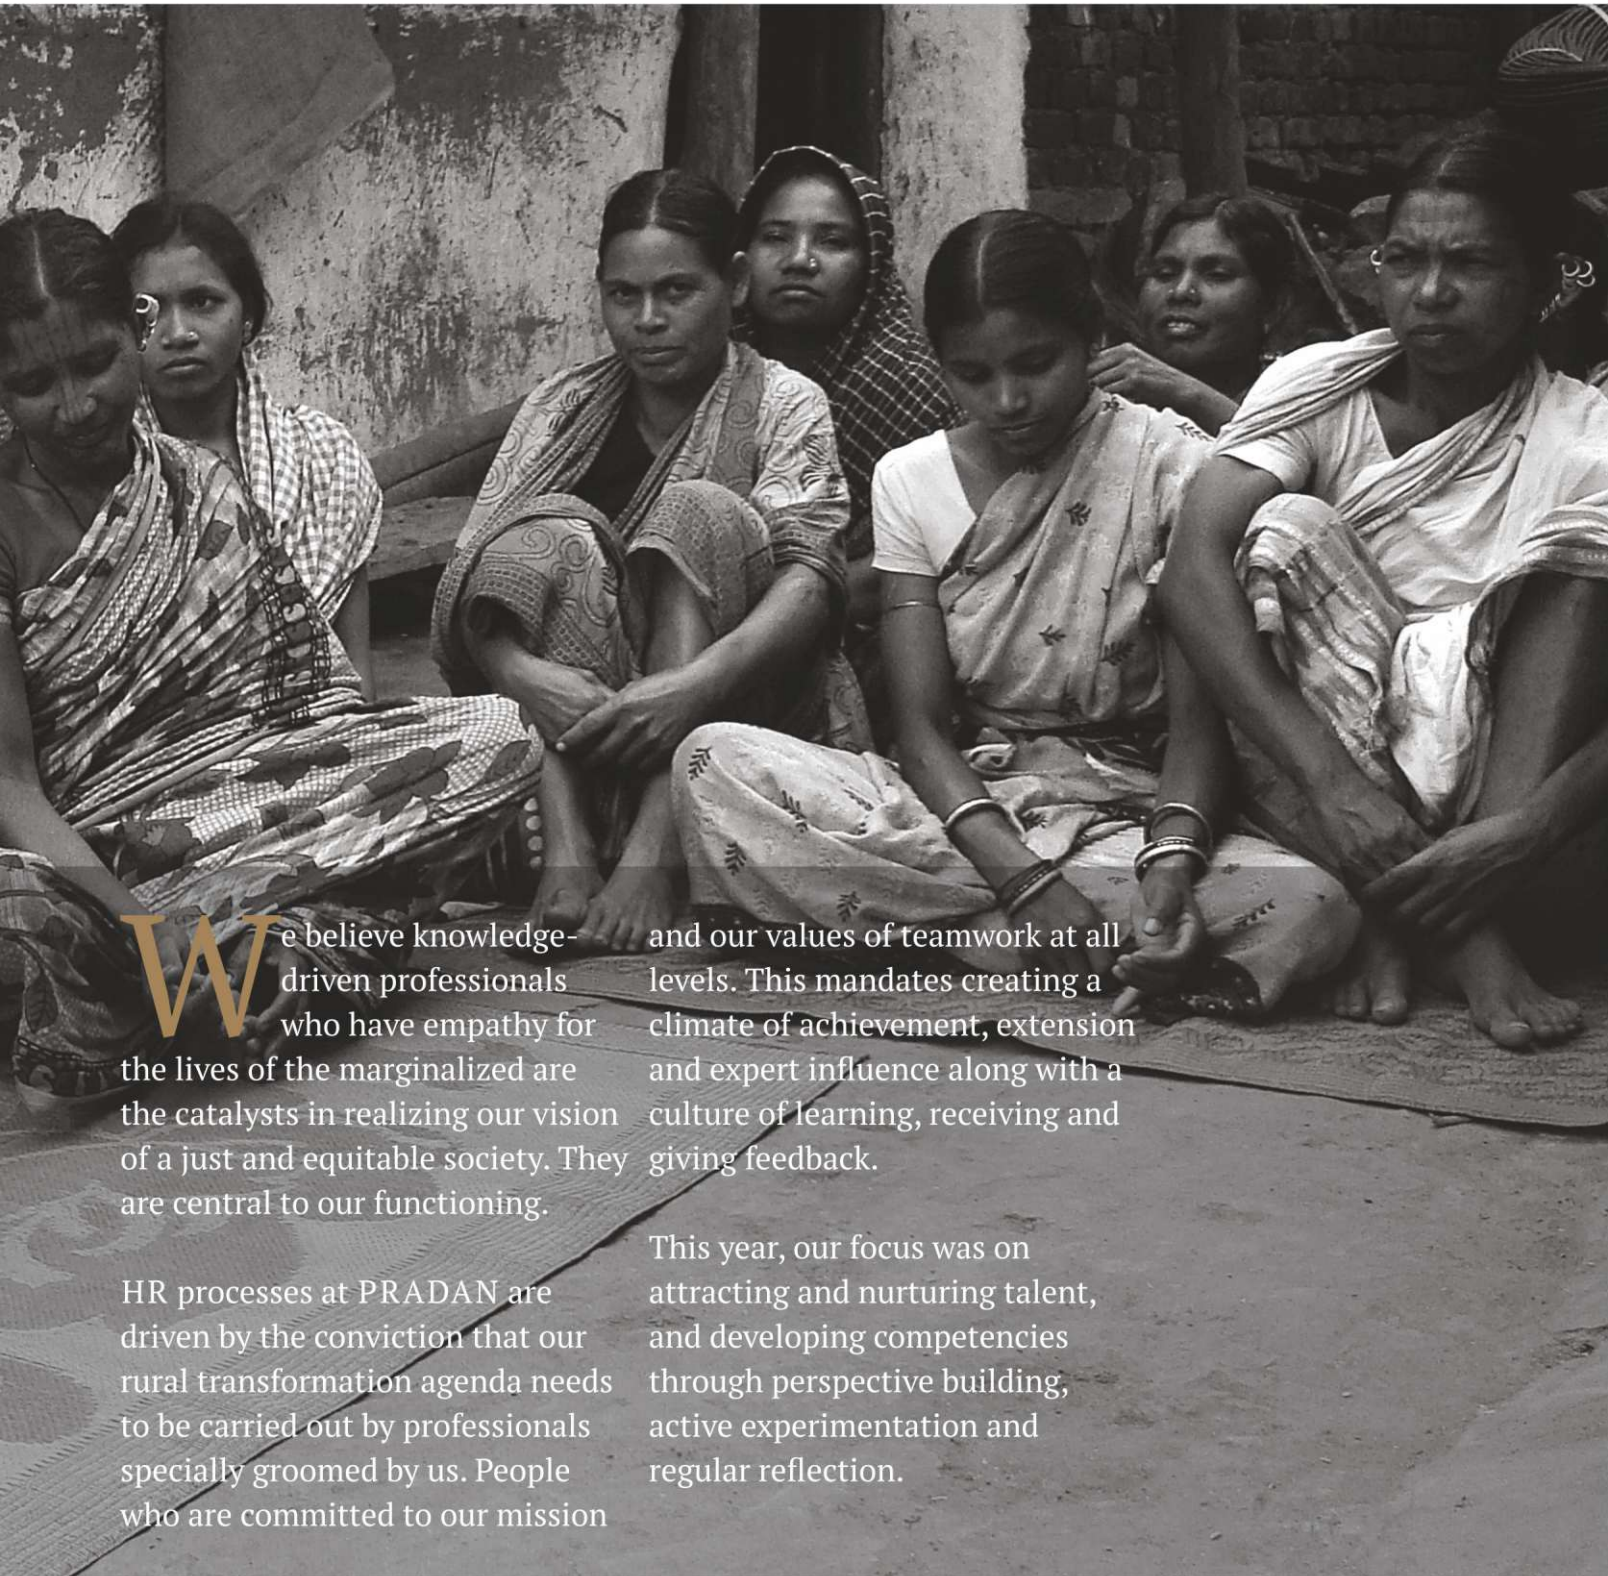 We believe knowledge-
driven professionals
who have empathy for
the lives of the marginalized are
the catalysts in realizing our vision
of a just and equitable society. They
are central to our functioning.
HR processes at PRADAN are
driven by the conviction that our
rural transformation agenda needs
to be carried out by professionals
specially groomed by us. People
who are committed to our mission
and our values of teamwork at all
levels. This mandates creating a
climate of achievement, extension
and expert influence along with a
culture of learning, receiving and
giving feedback.
This year, our focus was on
attracting and nurturing talent,
and developing competencies
through perspective building,
active experimentation and
regular reflection.